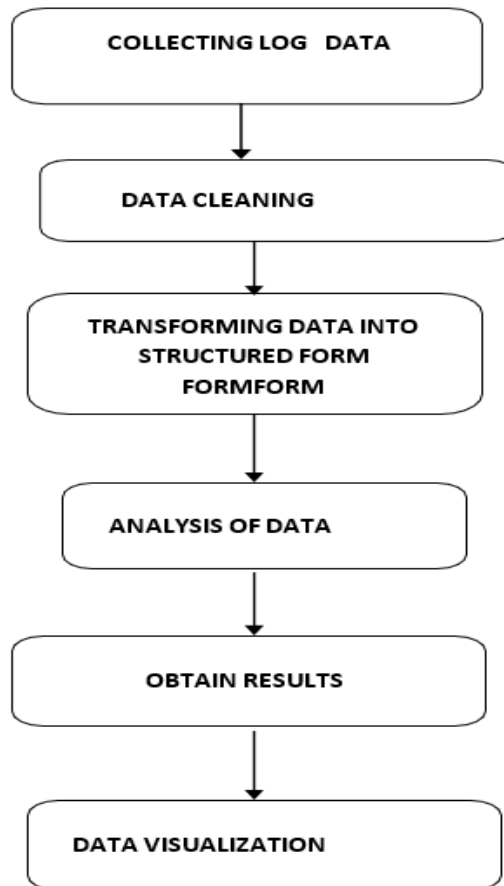 COLLECTING LOG DATA
DATA CLEANING
TRANSFORMING DATA INTO
STRUCTURED FORM
FORMFORM
ANALYSIS OF DATA
OBTAIN RESULTS
DATA VISUALIZATION